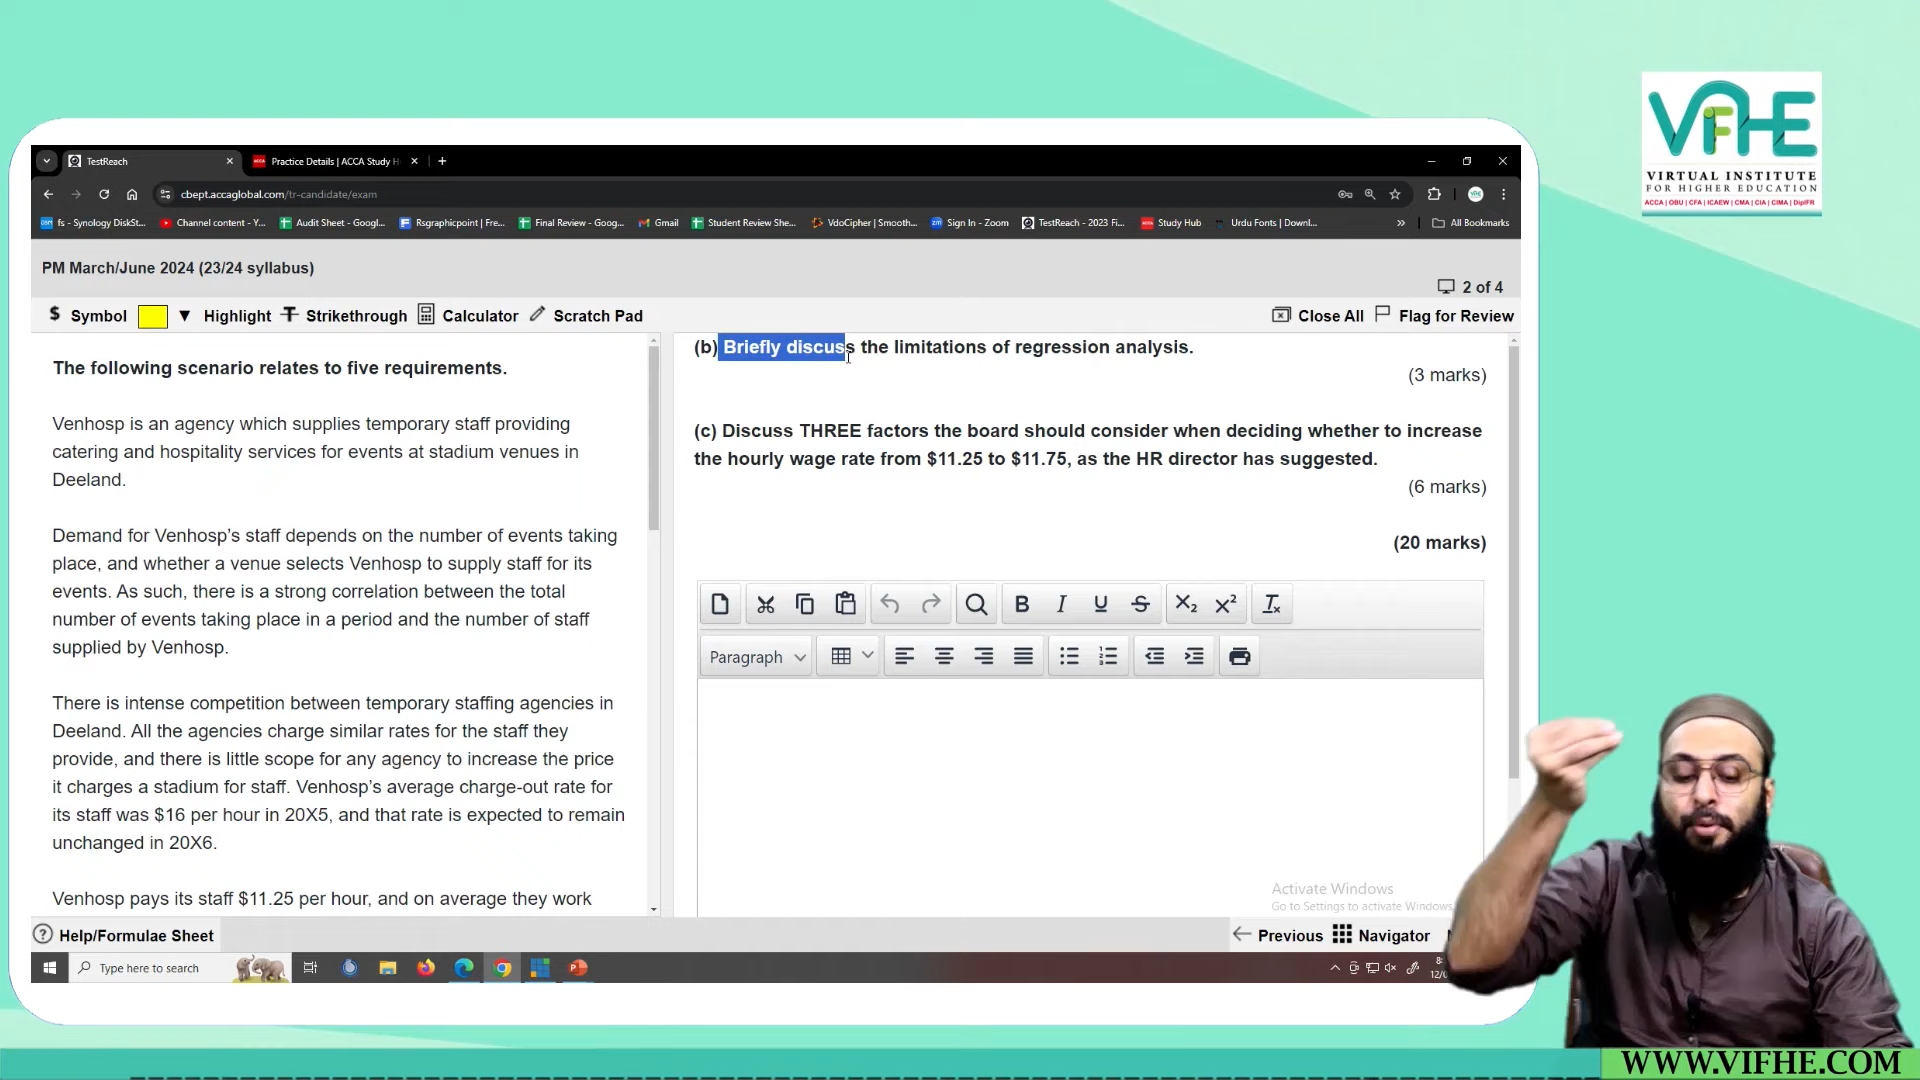 VIFHE
VIRTUAL INSTITUTE
FOR HIGHER EDUCATION
ACCA | OBU | CFA | ICAEW | CMA | CIA | CIMA | DipIFR
TestReach
Practice Details | ACCA Study H
cbept.accaglobal.com/tr-candidate/exam
fs - Synology DiskSt...
Channel content - Y...
Audit Sheet - Googl...
Rsgraphicpoint | Fre...
Final Review - Goog...
Gmail
Student Review She...
VdoCipher | Smooth...
Sign In - Zoom
TestReach - 2023 Fi...
Study Hub
Urdu Fonts | Downl...
»
All Bookmarks
PM March/June 2024 (23/24 syllabus)
2 of 4
$ Symbol
Highlight
Strikethrough
Calculator
Scratch Pad
Close All
Flag for Review
The following scenario relates to five requirements.
Venhosp is an agency which supplies temporary staff providing
catering and hospitality services for events at stadium venues in
Deeland.
Demand for Venhosp's staff depends on the number of events taking
place, and whether a venue selects Venhosp to supply staff for its
events. As such, there is a strong correlation between the total
number of events taking place in a period and the number of staff
supplied by Venhosp.
There is intense competition between temporary staffing agencies in
Deeland. All the agencies charge similar rates for the staff they
provide, and there is little scope for any agency to increase the price
it charges a stadium for staff. Venhosp's average charge-out rate for
its staff was $16 per hour in 20X5, and that rate is expected to remain
unchanged in 20X6.
Venhosp pays its staff $11.25 per hour, and on average they work
(b) Briefly discuss the limitations of regression analysis.
(3 marks)
(c) Discuss THREE factors the board should consider when deciding whether to increase
the hourly wage rate from $11.25 to $11.75, as the HR director has suggested.
(6 marks)
(20 marks)
Paragraph
Activate Windows
Go to Settings to activate Windows.
Help/Formulae Sheet
Previous
Navigator
Type here to search
WWW.VIFHE.COM